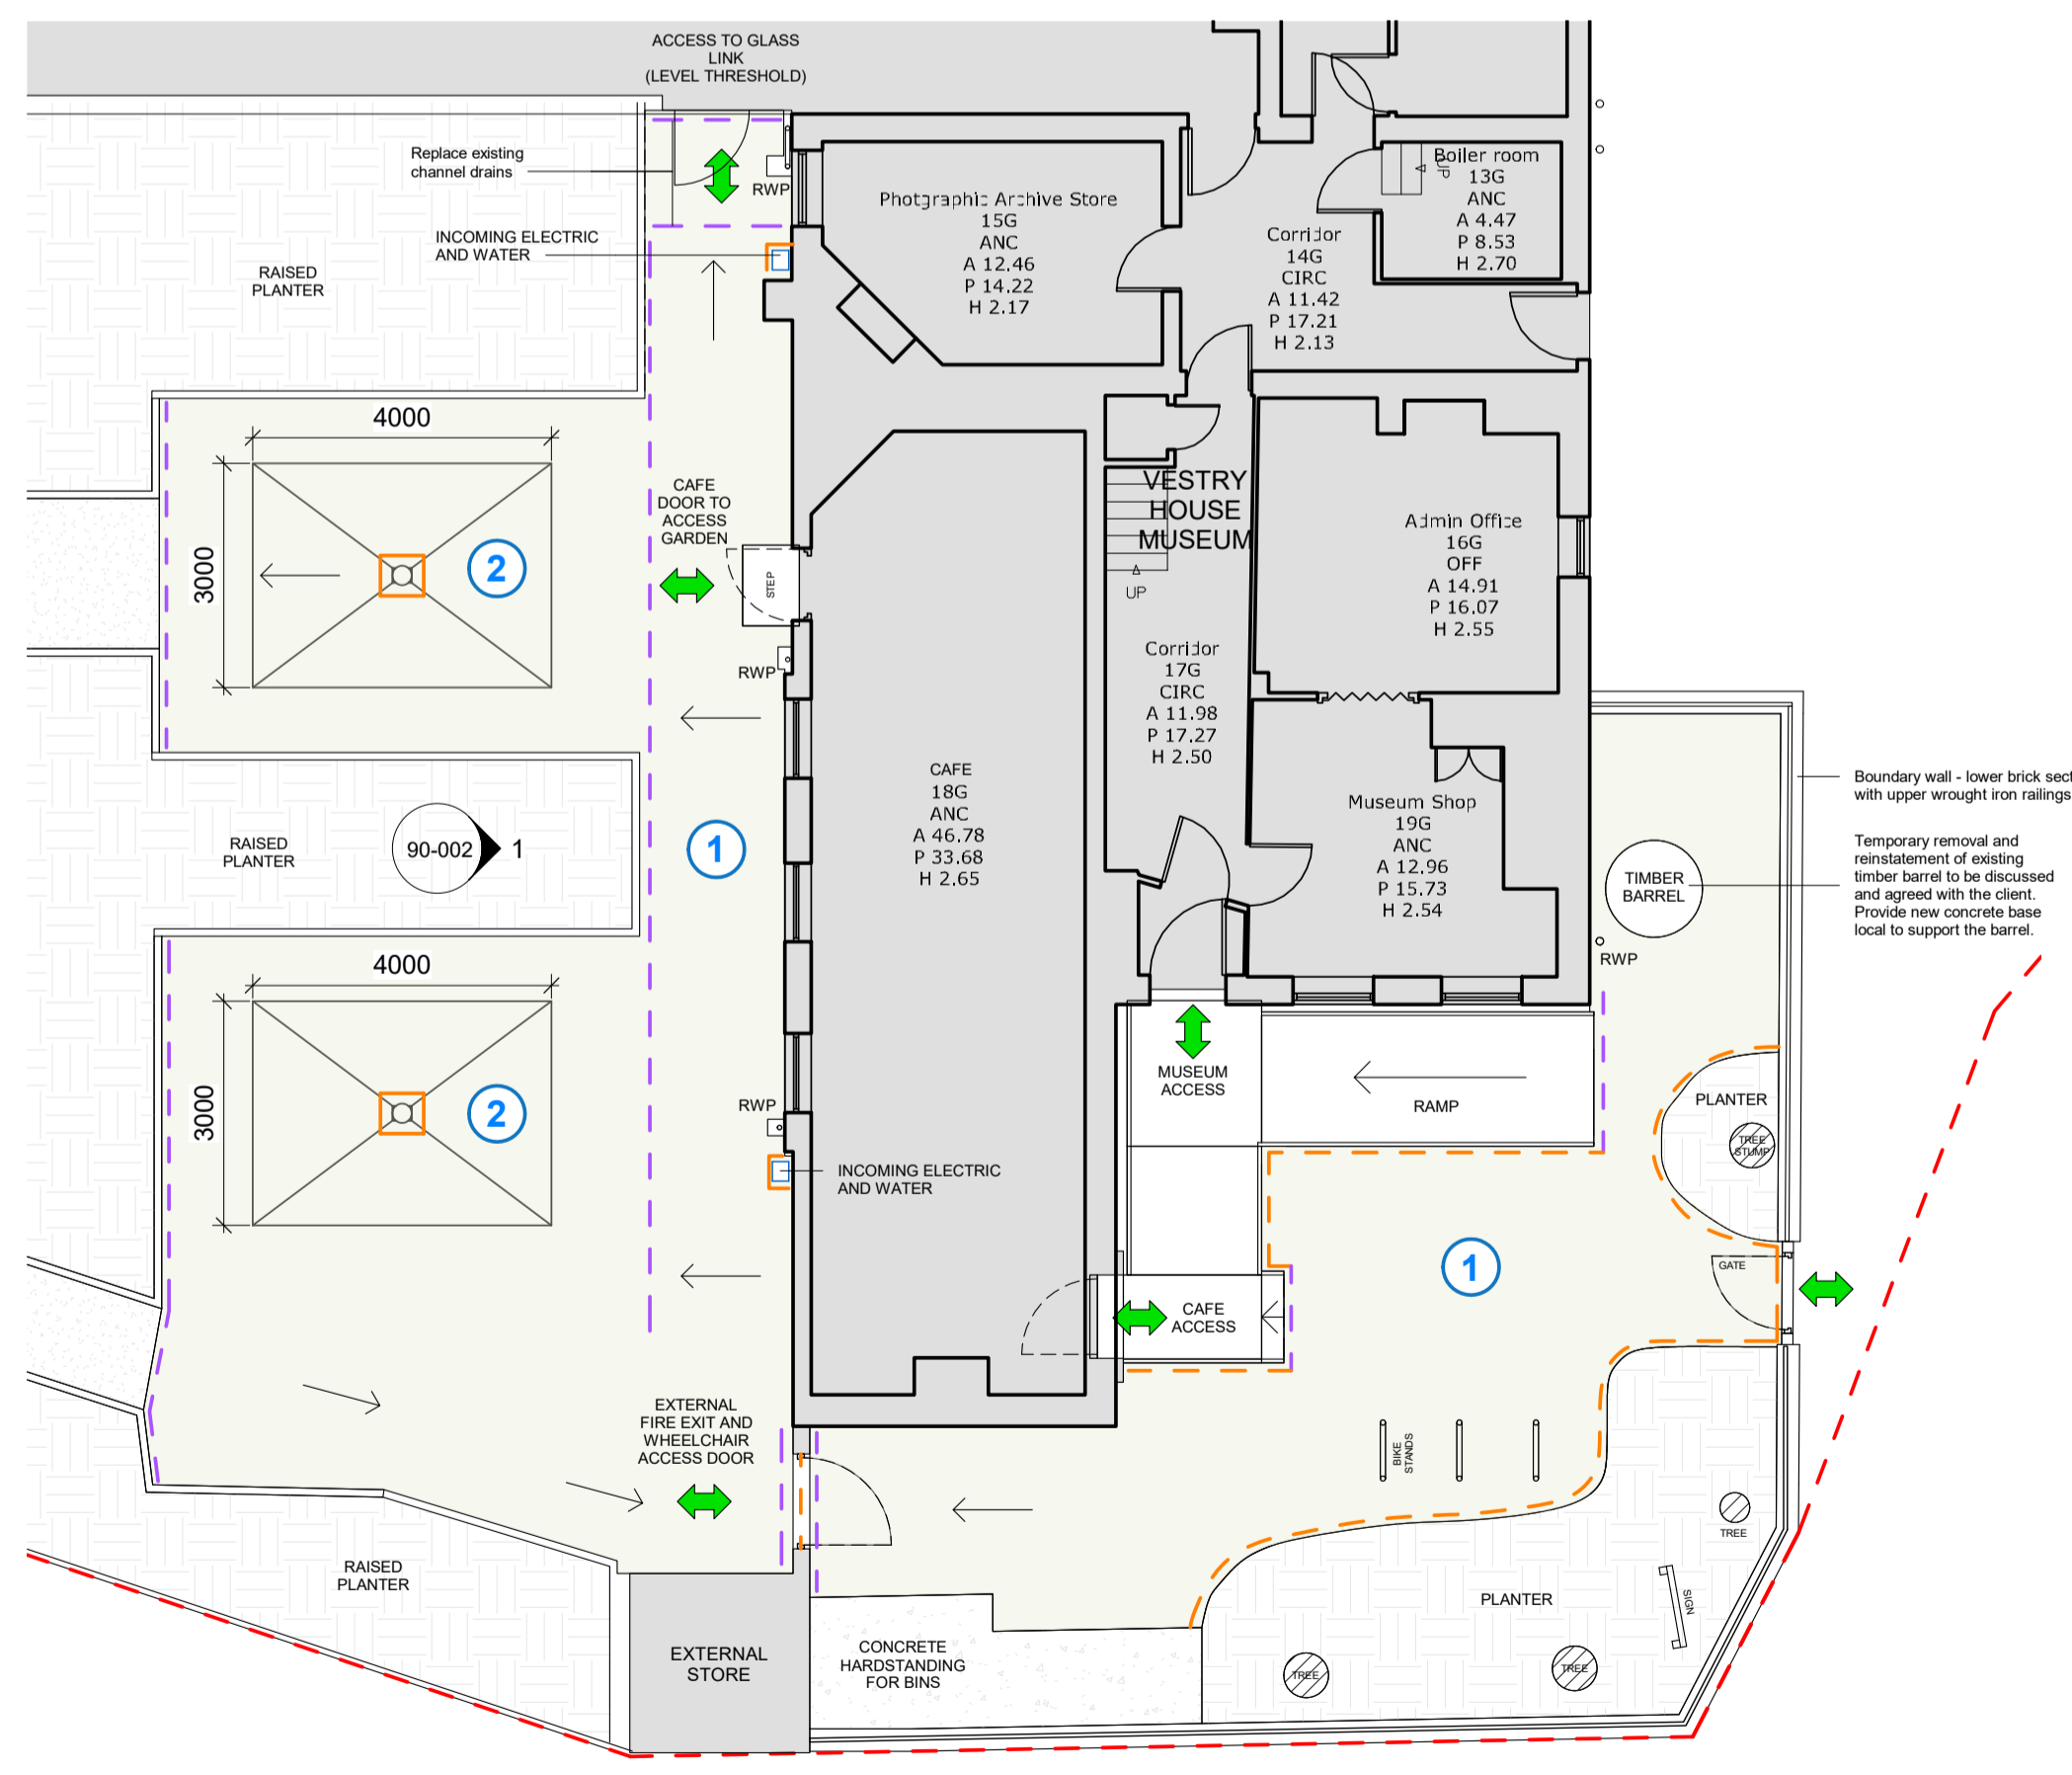 ACCESS TO GLASS
LINK
(LEVEL THRESHOLD)
Replace existing
channel drains
RWP
INCOMING ELECTRIC
AND WATER
RAISED
PLANTER
Photgraphic Archive Store
15G
ANC
A 12.46
P 14.22
H 2.17
Corridor
14G
CIRC
A 11.42
P 17.21
H 2.13
Boiler room
13G
ANC
A 4.47
P 8.53
H 2.70
UP
4000
3000
2
CAFE
DOOR TO
ACCESS
GARDEN
STEP
RWP
VESTRY
HOUSE
MUSEUM
UP
Admin Office
16G
OFF
A 14.91
P 16.07
H 2.55
Corridor
17G
CIRC
A 11.98
P 17.27
H 2.50
CAFE
18G
ANC
A 46.78
P 33.68
H 2.65
Museum Shop
19G
ANC
A 12.96
P 15.73
H 2.54
RAISED
PLANTER
90-002
1
1
Boundary wall - lower brick sect
with upper wrought iron railings
Temporary removal and
reinstatement of existing
timber barrel to be discussed
and agreed with the client.
Provide new concrete base
local to support the barrel.
TIMBER
BARREL
RWP
4000
3000
2
RWP
INCOMING ELECTRIC
AND WATER
MUSEUM
ACCESS
RAMP
PLANTER
TREE
STUMP
GATE
1
CAFE
ACCESS
EXTERNAL
FIRE EXIT AND
WHEELCHAIR
ACCESS DOOR
BIKE
STANDS
TREE
SIGN
PLANTER
TREE
TREE
RAISED
PLANTER
EXTERNAL
STORE
CONCRETE
HARDSTANDING
FOR BINS